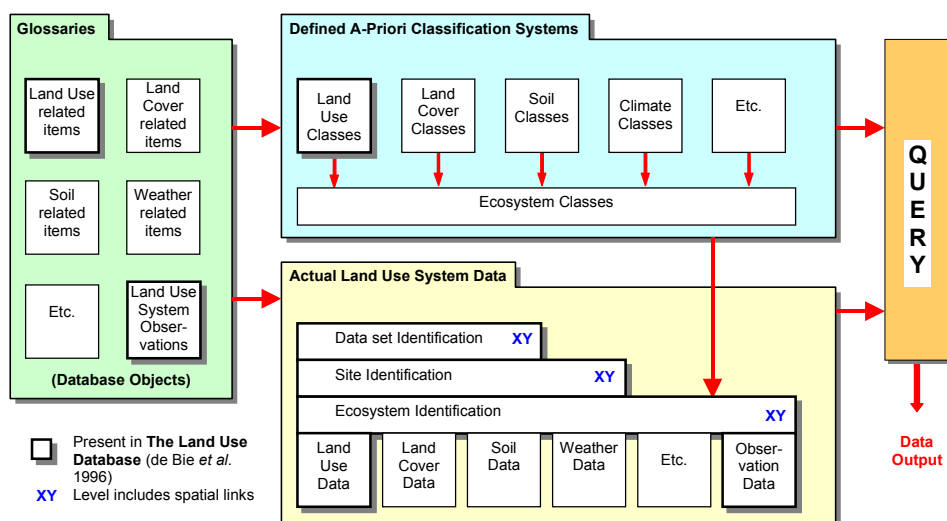 Glossaries
Land Use
related
items
Land
Cover
related
items
Soil
related
items
Weather
related
items
Etc.
Land Use
System
Obser-
vations
(Database Objects)
Present in The Land Use
Database (de Bie et al.
1996)
XY Level includes spatial links
Defined A-Priori Classification Systems
Land
Use
Classes
Land
Cover
Classes
Soil
Classes
Climate
Classes
Etc.
Ecosystem Classes
Actual Land Use System Data
Data set Identification XY
Site Identification XY
Ecosystem Identification XY
Land
Use
Data
Land
Cover
Data
Soil
Data
Weather
Data
Etc.
Obser-
vation
Data
Q
U
E
R
Y
Data
Output